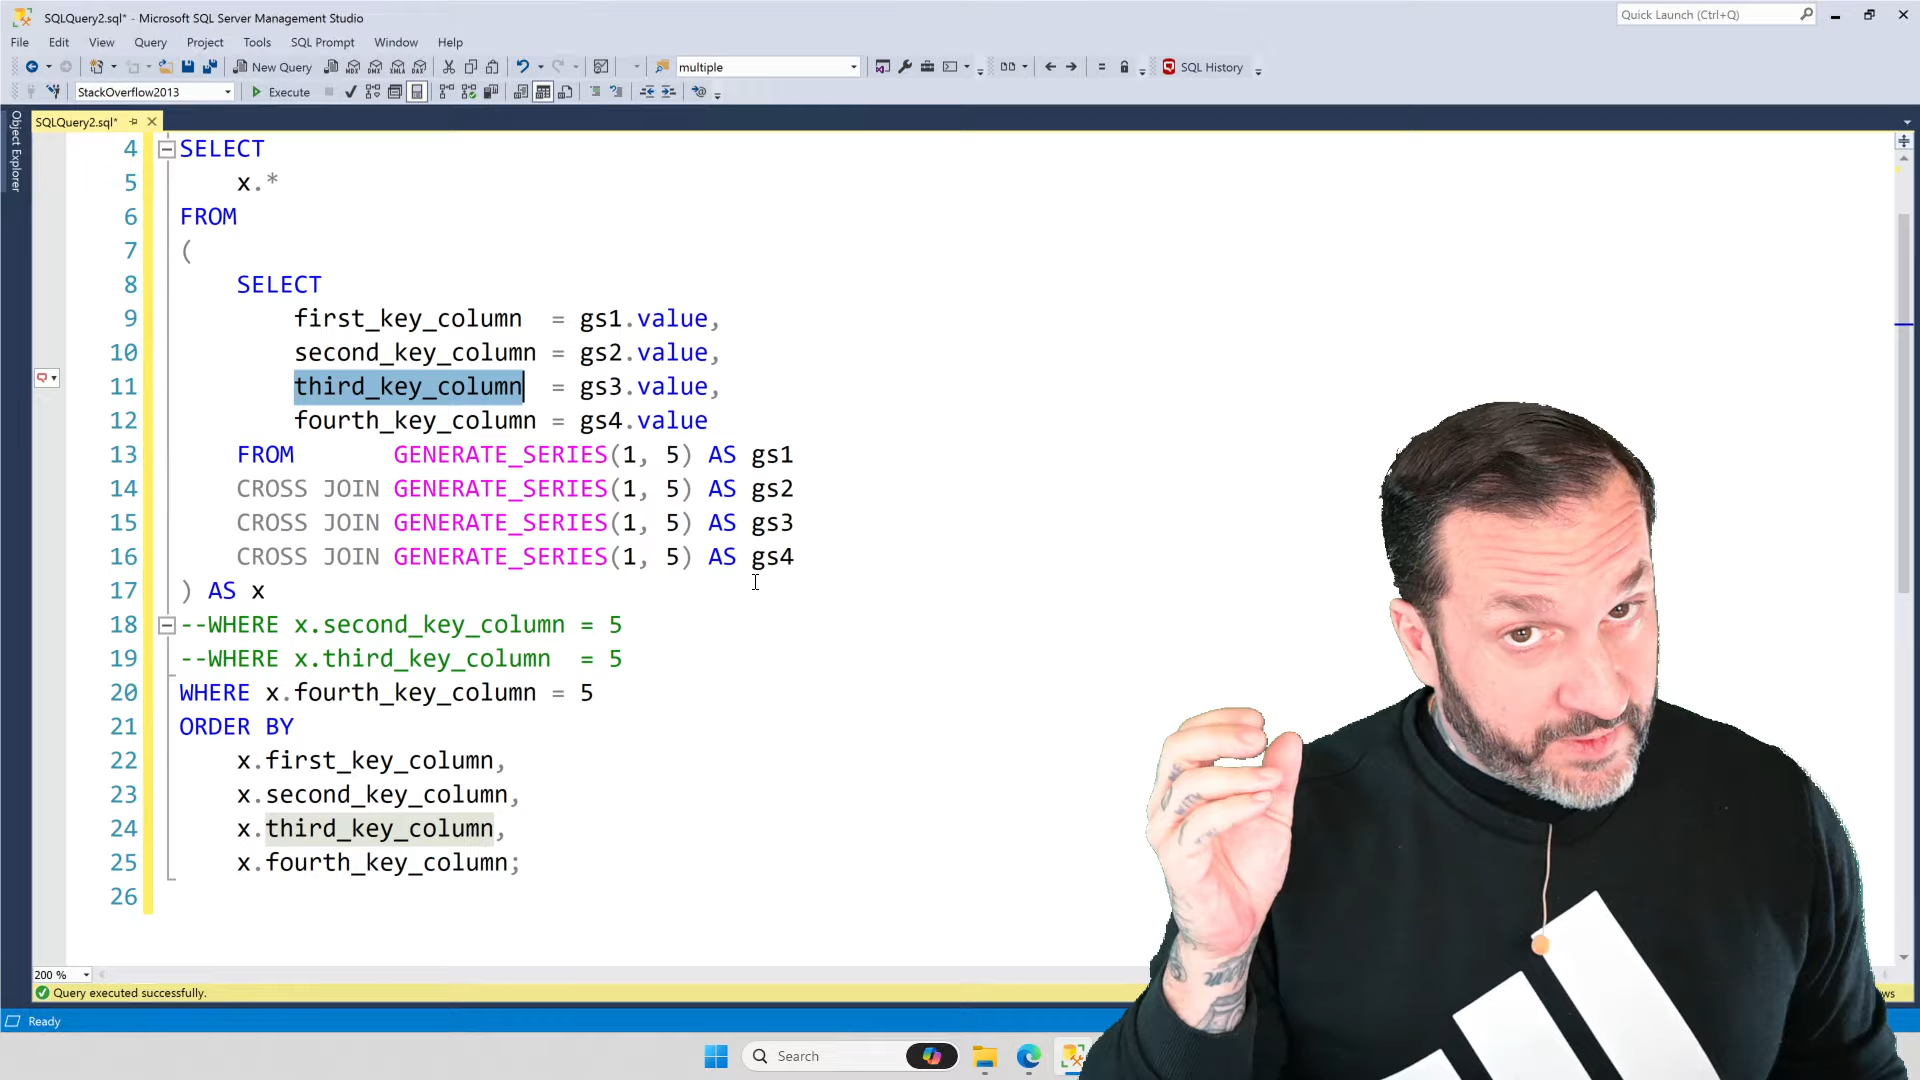 SQLQuery2.sql* - Microsoft SQL Server Management Studio
Quick Launch (Ctrl+Q)
File Edit View Query Project Tools SQL Prompt Window Help
New Query
multiple
SQL History
StackOverflow2013
Execute
SQLQuery2.sql*
Object Explorer
4 SELECT
5 x.*
6 FROM
7 (
8 SELECT
9 first_key_column = gs1.value,
10 second_key_column = gs2.value,
11 third_key_column = gs3.value,
12 fourth_key_column = gs4.value
13 FROM GENERATE_SERIES(1, 5) AS gs1
14 CROSS JOIN GENERATE_SERIES(1, 5) AS gs2
15 CROSS JOIN GENERATE_SERIES(1, 5) AS gs3
16 CROSS JOIN GENERATE_SERIES(1, 5) AS gs4
17 ) AS x
18 --WHERE x.second_key_column = 5
19 --WHERE x.third_key_column = 5
20 WHERE x.fourth_key_column = 5
21 ORDER BY
22 x.first_key_column,
23 x.second_key_column,
24 x.third_key_column,
25 x.fourth_key_column;
26
200 %
Query executed successfully.
Ready
Search